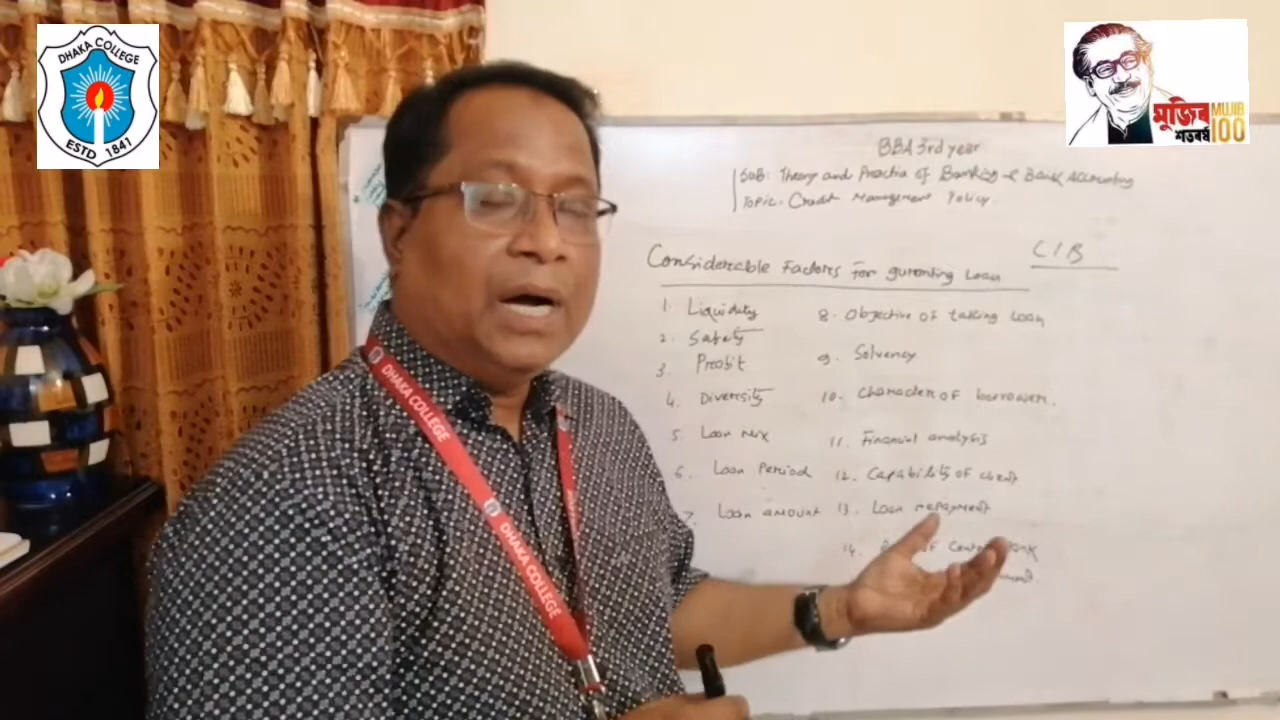 DHAKA COLLEGE
ESTD 1841
মুজিব
শতবর্ষ
MUJIB
100
BBA 3rd year
SUB: Theory and Practice of Banking & Bank Accounting
TOPIC: Credit Management Policy.
CIB
Considerable Factors for guranting Loan
1. Liquidity
2. Safety
3. Profit
4. Diversity
5. Loan Mix
6. Loan Period
7. Loan amount
8. Objective of taking loan
9. Solvency
10. Character of borrower.
11. Financial analysis
12. Capability of client
13. Loan repayment
14.
DHAKA COLLEGE
DHAKA COLLEGE